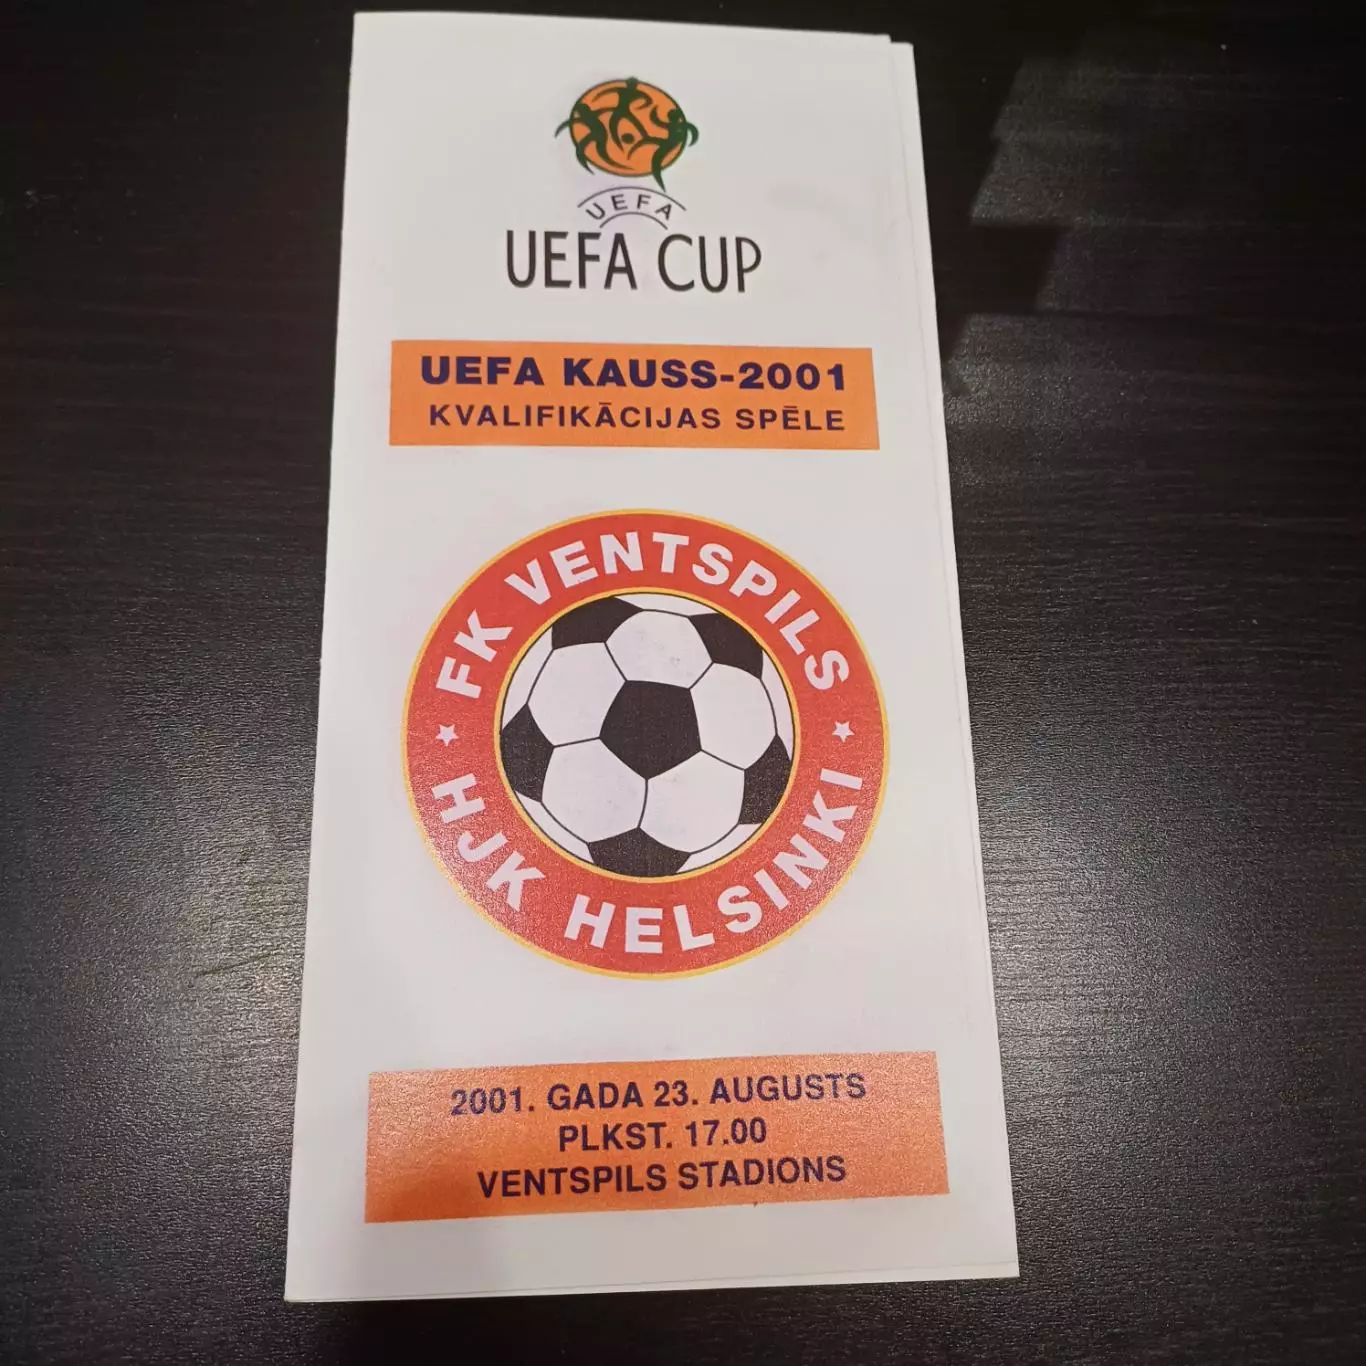 UEFA
UEFA CUP
UEFA KAUSS-2001
KVALIFIKĀCIJAS SPĒLE
FK VENTSPILS
HJK HELSINKI
2001. GADA 23. AUGUSTS
PLKST. 17.00
VENTSPILS STADIONS